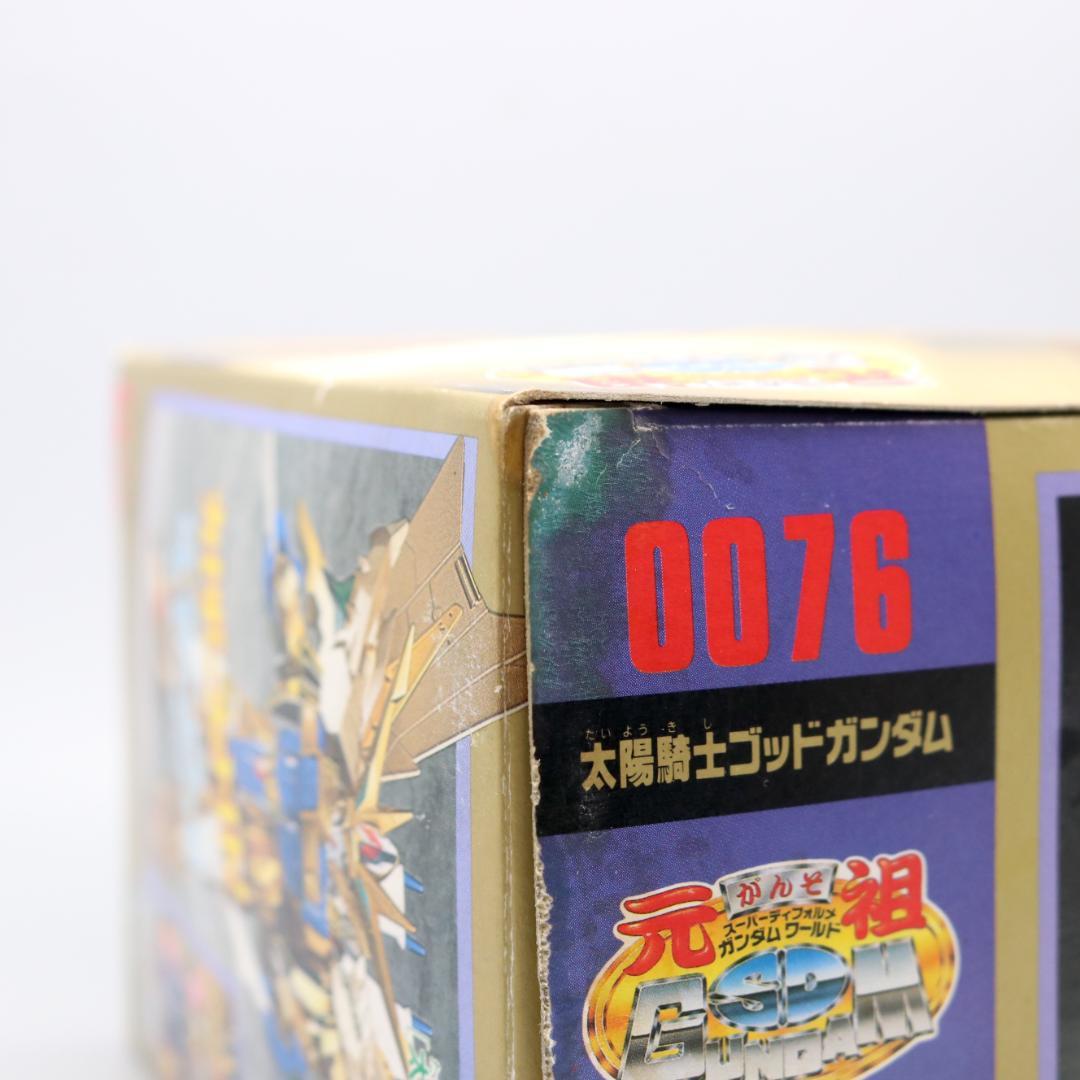 0076
たいようきし
太陽騎士ゴッドガンダム
元がんそ祖
スーパーディフォルメ
ガンダムワールド
SD
GUNDAM